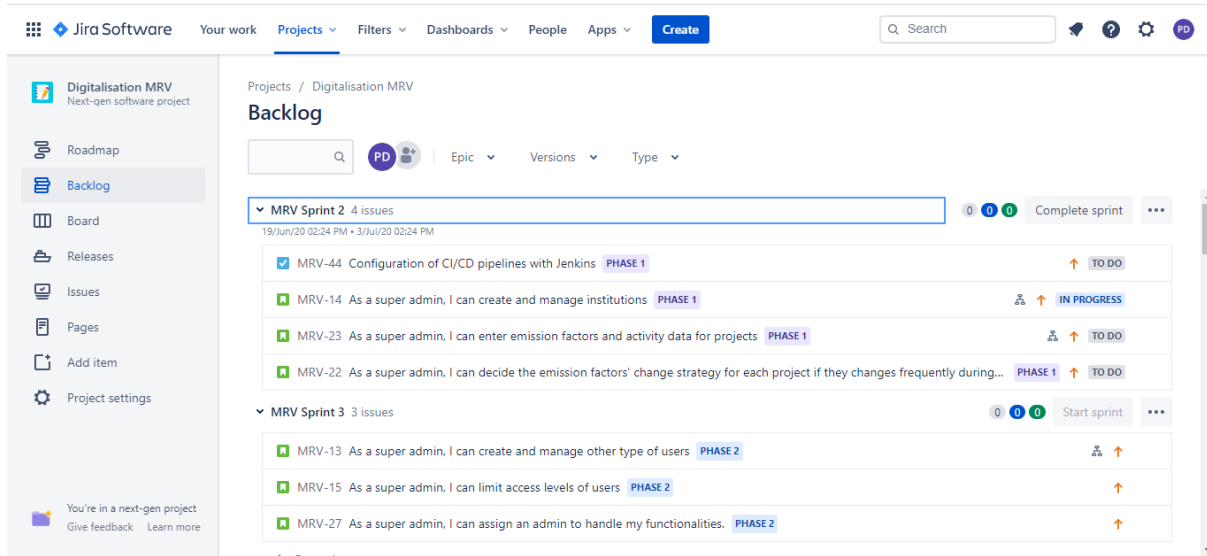 Jira Software Your work Projects Filters Dashboards People Apps Create Search PD
Digitalisation MRV
Next-gen software project
Roadmap
Backlog
Board
Releases
Issues
Pages
Add item
Project settings
You're in a next-gen project
Give feedback Learn more
Projects / Digitalisation MRV
Backlog
PD Epic Versions Type
MRV Sprint 2 4 issues 0 0 0 Complete sprint
19/Jun/20 02:24 PM • 3/Jul/20 02:24 PM
MRV-44 Configuration of CI/CD pipelines with Jenkins PHASE 1 TO DO
MRV-14 As a super admin, I can create and manage institutions PHASE 1 IN PROGRESS
MRV-23 As a super admin, I can enter emission factors and activity data for projects PHASE 1 TO DO
MRV-22 As a super admin, I can decide the emission factors' change strategy for each project if they changes frequently during... PHASE 1 TO DO
MRV Sprint 3 3 issues 0 0 0 Start sprint
MRV-13 As a super admin, I can create and manage other type of users PHASE 2
MRV-15 As a super admin, I can limit access levels of users PHASE 2
MRV-27 As a super admin, I can assign an admin to handle my functionalities. PHASE 2